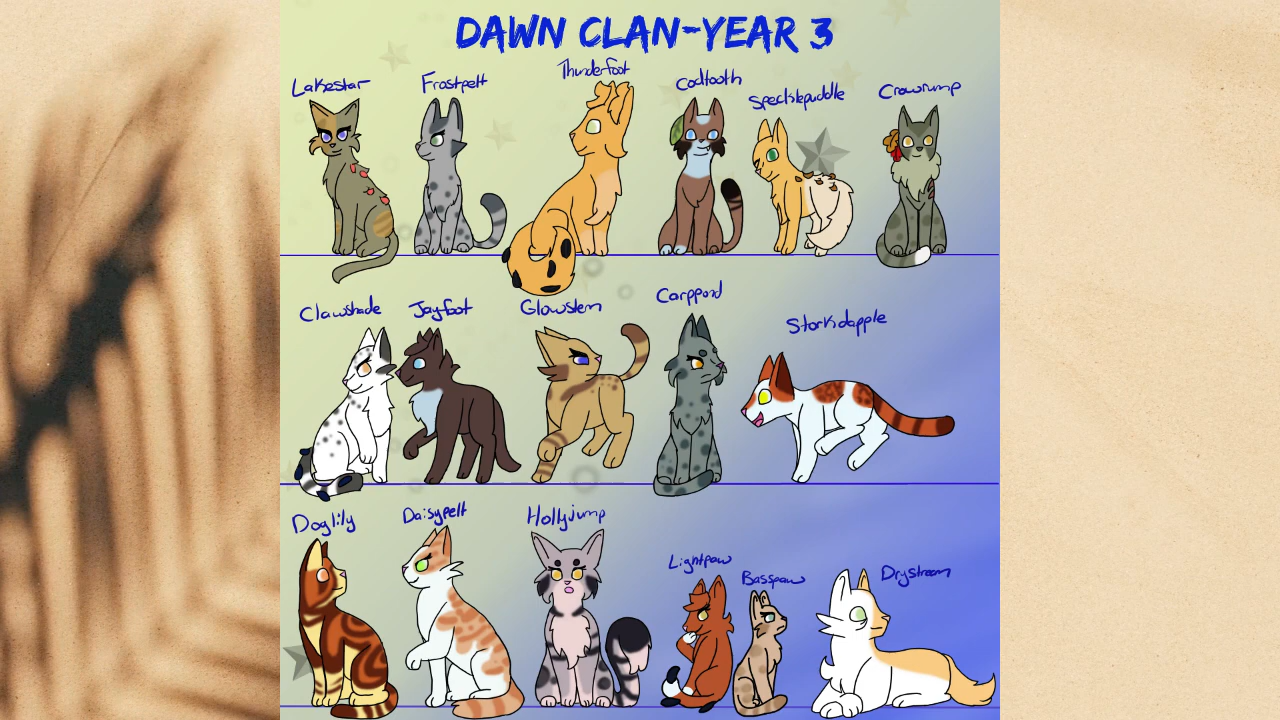 DAWN CLAN-YEAR 3
Lakestar
Frostpelt
Thunderfoot
Codtooth
Specklepuddle
Crowrump
Clawshade
Jayfoot
Glowstem
Carppond
Storkdapple
Doglily
Daisypelt
Hollyjump
Lightpaw
Basspaw
Drystream